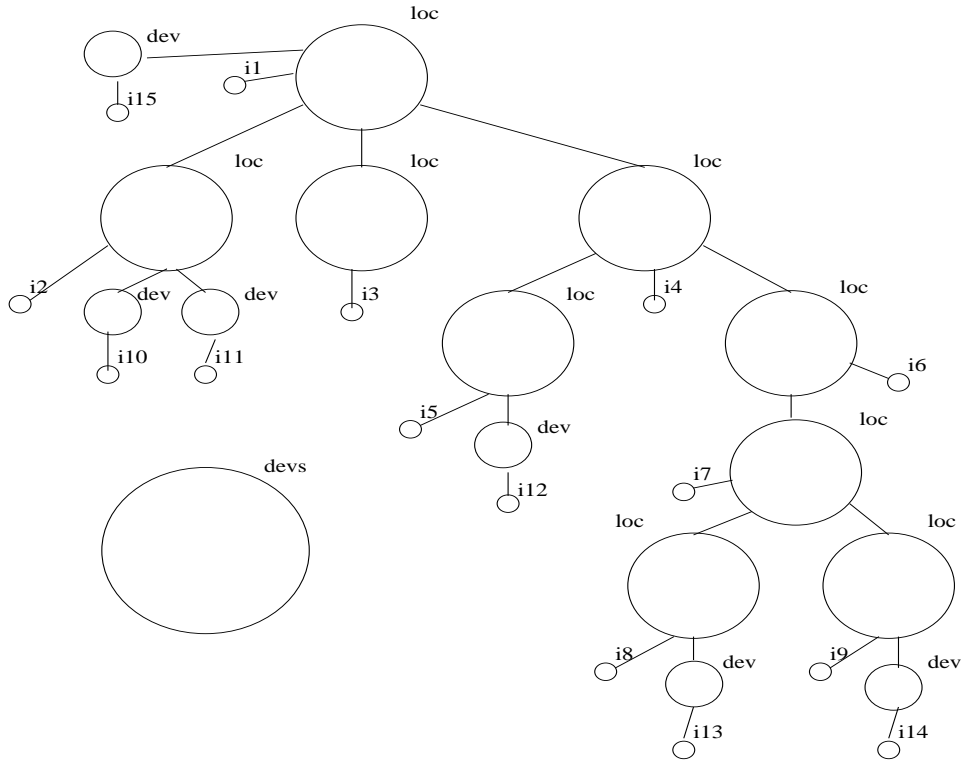 loc
dev
i1
i15
loc
loc
loc
i2
dev
dev
i3
i4
loc
loc
i10
i11
i6
i5
dev
loc
devs
i7
i12
loc
loc
i8
dev
i9
dev
i13
i14